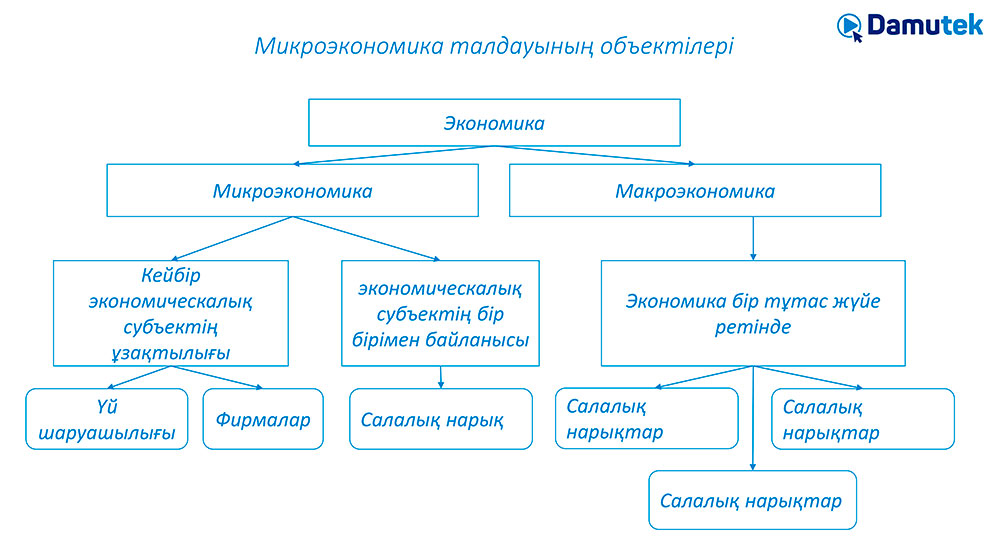 Damutek
Микроэкономика талдауының объектілері
Экономика
Микроэкономика
Макроэкономика
Кейбір
экономическалық
субъектің
ұзақтылығы
экономическалық
субъектің бір
бірімен байланысы
Экономика бір тұтас жүйе
ретінде
Үй
шаруашылығы
Фирмалар
Салалық нарық
Салалық
нарықтар
Салалық
нарықтар
Салалық нарықтар